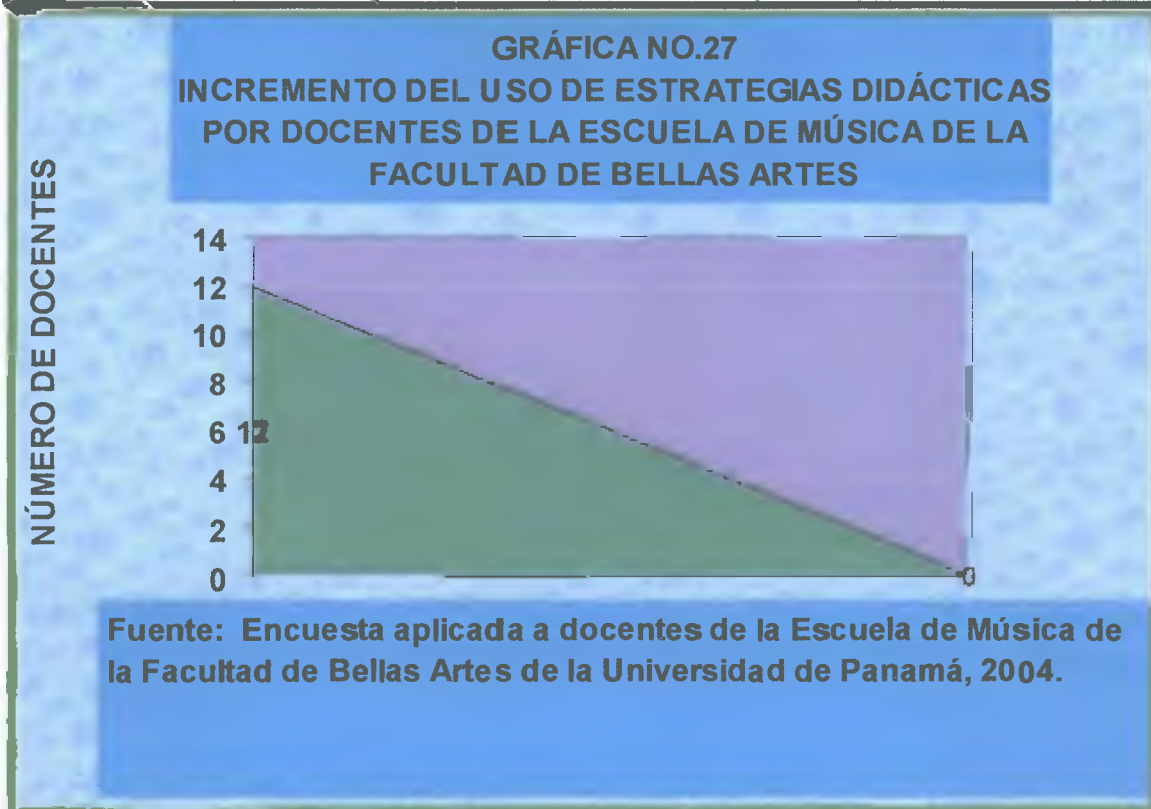 GRÁFICA NO.27
INCREMENTO DEL USO DE ESTRATEGIAS DIDÁCTICAS
POR DOCENTES DE LA ESCUELA DE MÚSICA DE LA
FACULTAD DE BELLAS ARTES
NÚMERO DE DOCENTES
14
12
10
8
6 12
4
2
0
0
Fuente: Encuesta aplicada a docentes de la Escuela de Música de
la Facultad de Bellas Artes de la Universidad de Panamá, 2004.